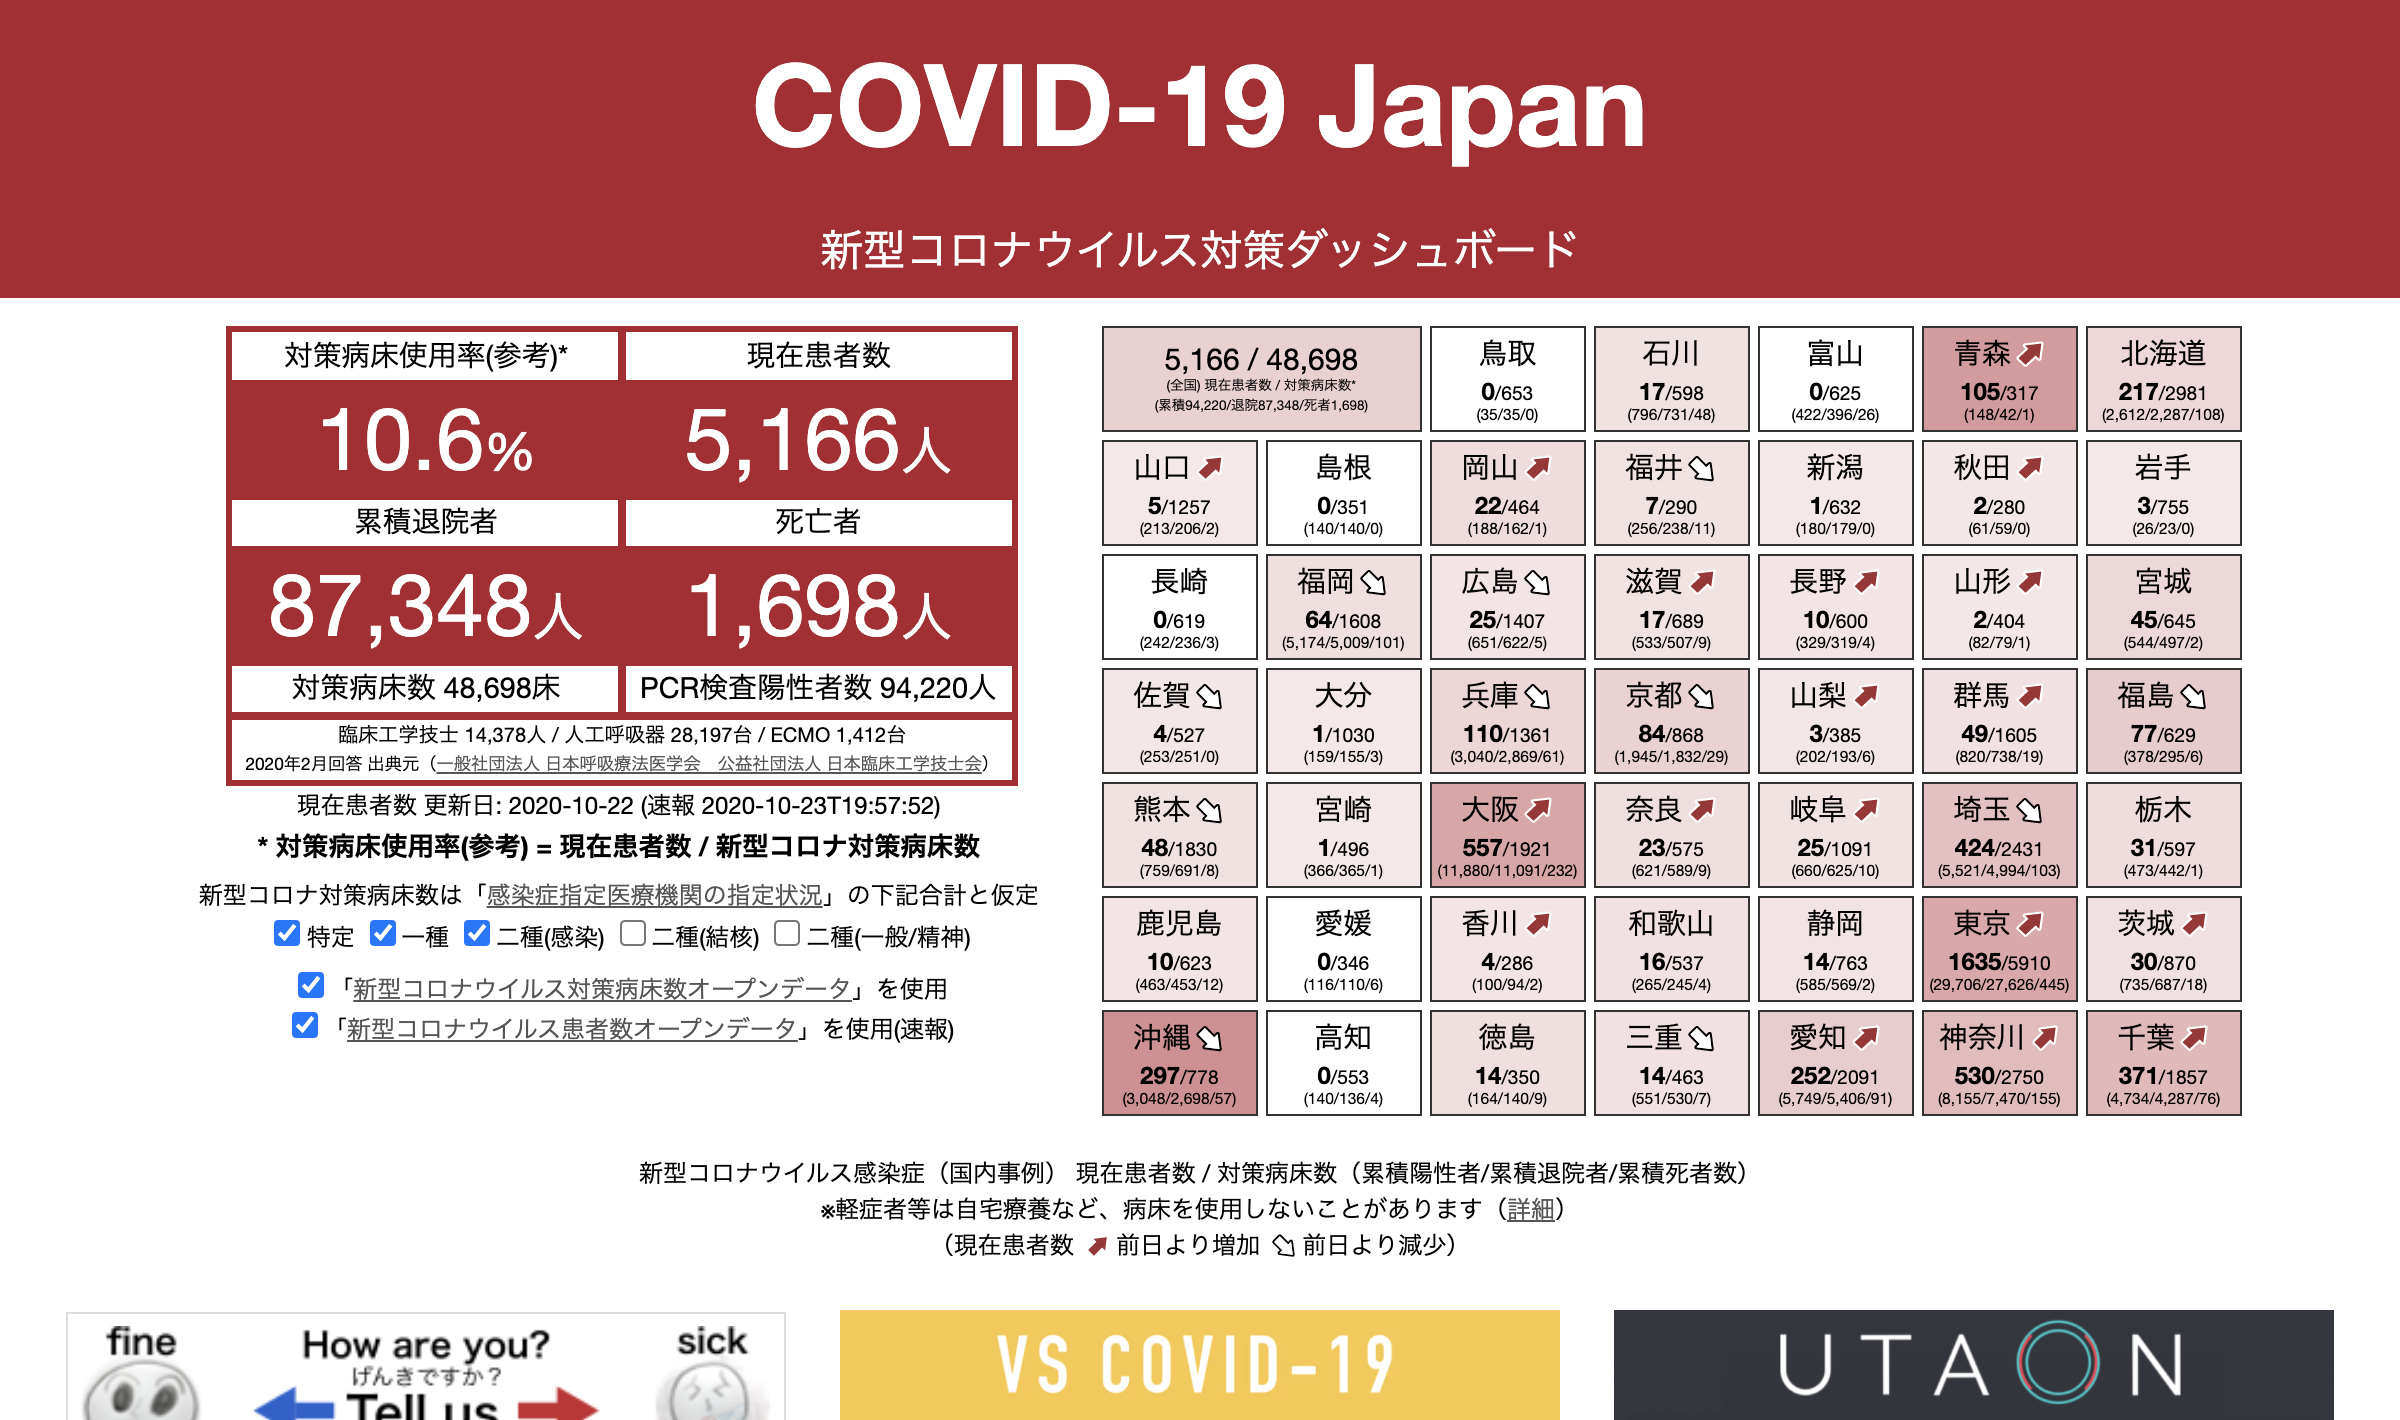 COVID-19 Japan
新型コロナウイルス対策ダッシュボード
対策病床使用率(参考)* 現在患者数
10.6% 5,166人
累積退院者 死亡者
87,348人 1,698人
対策病床数 48,698床 PCR検査陽性者数 94,220人
臨床工学技士 14,378人 / 人工呼吸器 28,197台 / ECMO 1,412台
2020年2月回答 出典元（一般社団法人 日本呼吸療法医学会　公益社団法人 日本臨床工学技士会）
現在患者数 更新日: 2020-10-22 (速報 2020-10-23T19:57:52)
* 対策病床使用率(参考) = 現在患者数 / 新型コロナ対策病床数
新型コロナ対策病床数は「感染症指定医療機関の指定状況」の下記合計と仮定
特定 一種 二種(感染) 二種(結核) 二種(一般/精神)
「新型コロナウイルス対策病床数オープンデータ」を使用
「新型コロナウイルス患者数オープンデータ」を使用(速報)
5,166 / 48,698
(全国) 現在患者数 / 対策病床数*
(累積94,220/退院87,348/死者1,698)
鳥取
0/653
(35/35/0)
石川
17/598
(796/731/48)
富山
0/625
(422/396/26)
青森
105/317
(148/42/1)
北海道
217/2981
(2,612/2,287/108)
山口
5/1257
(213/206/2)
島根
0/351
(140/140/0)
岡山
22/464
(188/162/1)
福井
7/290
(256/238/11)
新潟
1/632
(180/179/0)
秋田
2/280
(61/59/0)
岩手
3/755
(26/23/0)
長崎
0/619
(242/236/3)
福岡
64/1608
(5,174/5,009/101)
広島
25/1407
(651/622/5)
滋賀
17/689
(533/507/9)
長野
10/600
(329/319/4)
山形
2/404
(82/79/1)
宮城
45/645
(544/497/2)
佐賀
4/527
(253/251/0)
大分
1/1030
(159/155/3)
兵庫
110/1361
(3,040/2,869/61)
京都
84/868
(1,945/1,832/29)
山梨
3/385
(202/193/6)
群馬
49/1605
(820/738/19)
福島
77/629
(378/295/6)
熊本
48/1830
(759/691/8)
宮崎
1/496
(366/365/1)
大阪
557/1921
(11,880/11,091/232)
奈良
23/575
(621/589/9)
岐阜
25/1091
(660/625/10)
埼玉
424/2431
(5,521/4,994/103)
栃木
31/597
(473/442/1)
鹿児島
10/623
(463/453/12)
愛媛
0/346
(116/110/6)
香川
4/286
(100/94/2)
和歌山
16/537
(265/245/4)
静岡
14/763
(585/569/2)
東京
1635/5910
(29,706/27,626/445)
茨城
30/870
(735/687/18)
沖縄
297/778
(3,048/2,698/57)
高知
0/553
(140/136/4)
徳島
14/350
(164/140/9)
三重
14/463
(551/530/7)
愛知
252/2091
(5,749/5,406/91)
神奈川
530/2750
(8,155/7,470/155)
千葉
371/1857
(4,734/4,287/76)
新型コロナウイルス感染症（国内事例） 現在患者数 / 対策病床数（累積陽性者/累積退院者/累積死者数）
※軽症者等は自宅療養など、病床を使用しないことがあります（詳細）
（現在患者数 前日より増加 前日より減少）
fine How are you? sick
げんきですか？
Tell us
VS COVID-19
UTAON